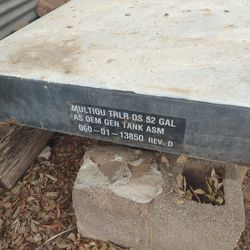 MULTIQU TRLR DS 52 GAL
AS OEM GEN TANK ASM
060-01-13850 REV. D